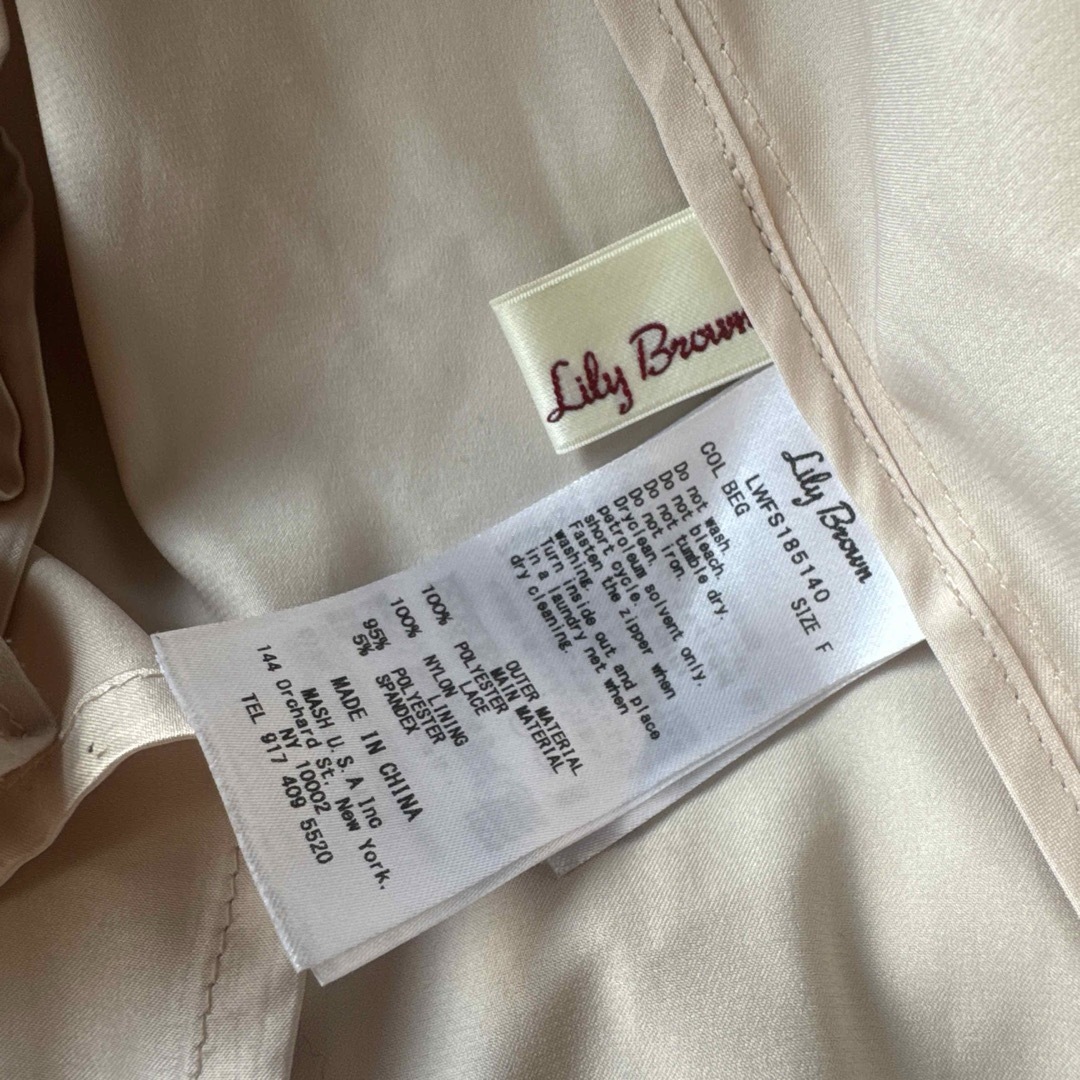 Lily Brown
Lily Brown
LWFS185140 SIZE F
COL BEG
Do not wash.
Do not bleach.
Do not tumble dry.
Do not iron.
Dryclean.
petroleum solvent only.
short cycle.
Fasten the zipper when
washing.
Turn inside out and place
in a laundry net when
dry cleaning.
OUTER MATERIAL
MAIN MATERIAL
100% POLYESTER
LACE
100% NYLON
LINING
95% POLYESTER
5% SPANDEX
MADE IN CHINA
MASH U.S.A Inc
144 Orchard St. New York,
NY 10002
TEL 917 409 5520